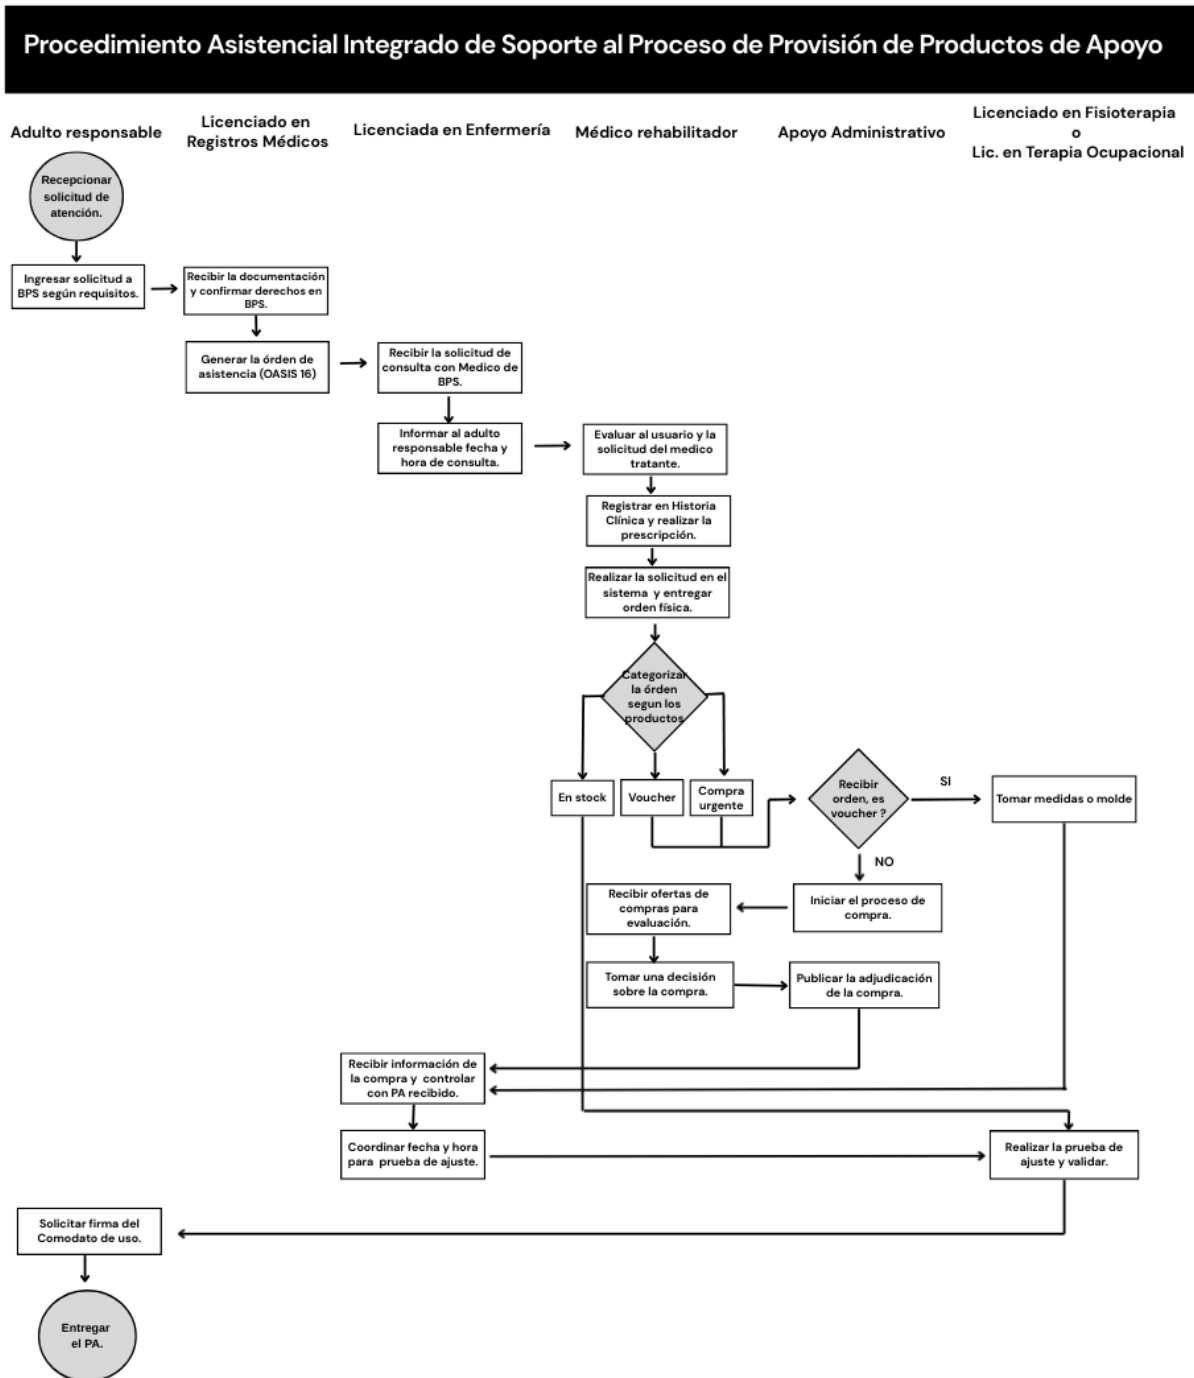 Procedimiento Asistencial Integrado de Soporte al Proceso de Provisión de Productos de Apoyo
Adulto responsable
Licenciado en
Registros Médicos
Licenciada en Enfermería
Médico rehabilitador
Apoyo Administrativo
Licenciado en Fisioterapia
o
Lic. en Terapia Ocupacional
Recepcionar
solicitud de
atención.
Ingresar solicitud a
BPS según requisitos.
Recibir la documentación
y confirmar derechos en
BPS.
Generar la órden de
asistencia (OASIS 16)
Recibir la solicitud de
consulta con Medico de
BPS.
Informar al adulto
responsable fecha y
hora de consulta.
Evaluar al usuario y la
solicitud del medico
tratante.
Registrar en Historia
Clínica y realizar la
prescripción.
Realizar la solicitud en el
sistema y entregar
orden física.
Categorizar
la órden
segun los
productos
En stock
Voucher
Compra
urgente
Recibir
orden, es
voucher ?
SI
Tomar medidas o molde
NO
Iniciar el proceso de
compra.
Recibir ofertas de
compras para
evaluación.
Tomar una decisión
sobre la compra.
Publicar la adjudicación
de la compra.
Recibir información de
la compra y controlar
con PA recibido.
Coordinar fecha y hora
para prueba de ajuste.
Realizar la prueba de
ajuste y validar.
Solicitar firma del
Comodato de uso.
Entregar
el PA.